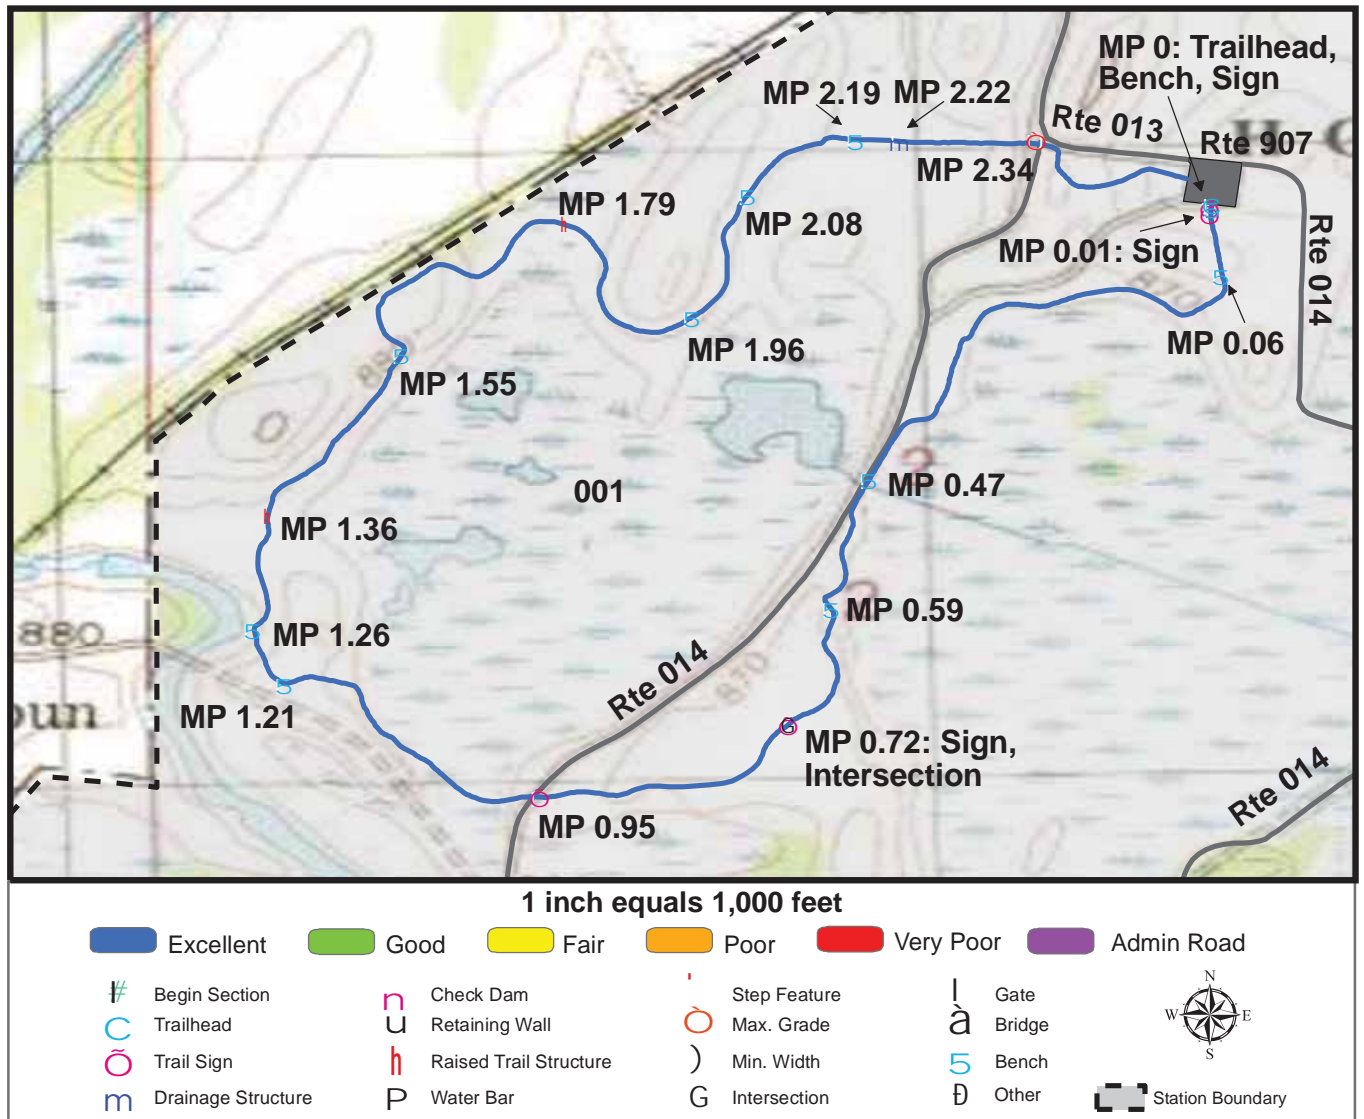 MP 0: Trailhead,
Bench, Sign
MP 2.19
MP 2.22
Rte 013
Rte 907
MP 2.34
MP 1.79
MP 2.08
MP 0.01: Sign
Rte 014
MP 0.06
MP 1.96
MP 1.55
001
MP 0.47
MP 1.36
MP 0.59
880
MP 1.26
Rte 014
870
MP 1.21
MP 0.72: Sign,
Intersection
Rte 014
MP 0.95
1 inch equals 1,000 feet
Excellent
Good
Fair
Poor
Very Poor
Admin Road
# Begin Section
C Trailhead
Õ Trail Sign
m Drainage Structure
n Check Dam
u Retaining Wall
h Raised Trail Structure
P Water Bar
' Step Feature
Ò Max. Grade
) Min. Width
G Intersection
l Gate
à Bridge
5 Bench
Ð Other
N
W E
S
Station Boundary